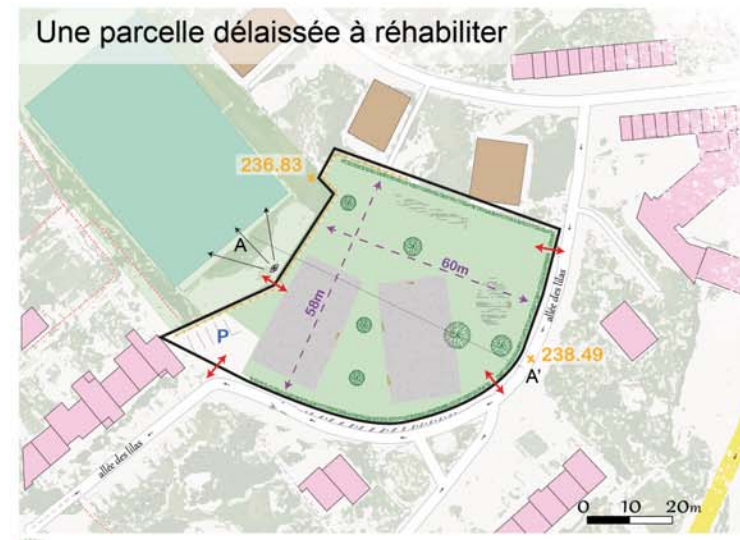 Une parcelle délaissée à réhabiliter
236.83
A
60m
58m
allée des lilas
P
238.49
A'
allée des lilas
0 10 20m